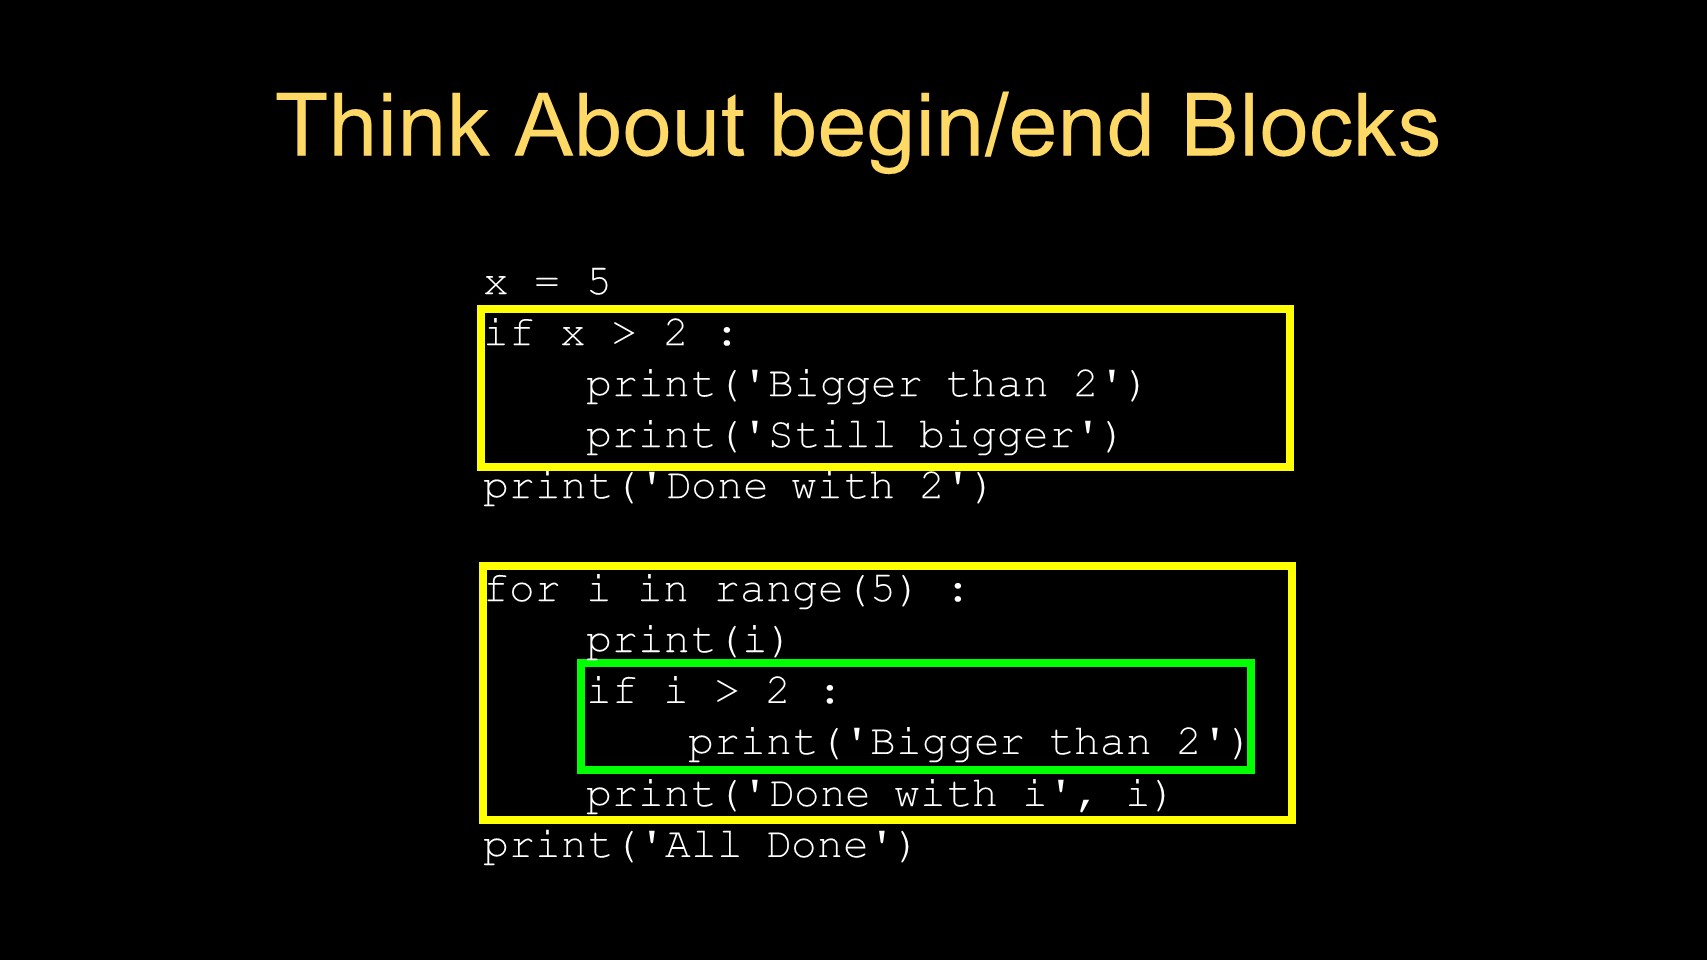 Think About begin/end Blocks
x = 5
if x > 2 :
    print('Bigger than 2')
    print('Still bigger')
print('Done with 2')

for i in range(5) :
    print(i)
    if i > 2 :
        print('Bigger than 2')
    print('Done with i', i)
print('All Done')